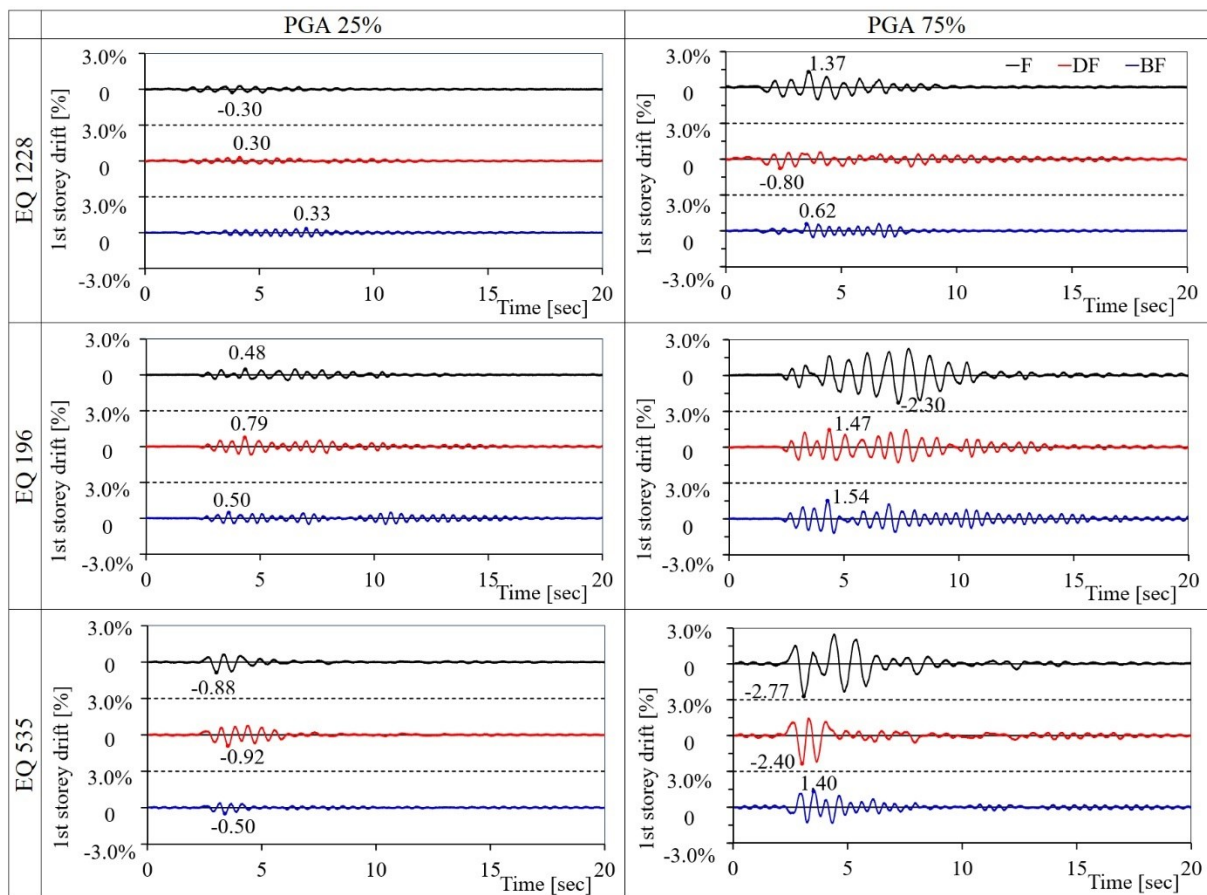 PGA 25%
PGA 75%
EQ 1228
1st storey drift [%]
3.0%
0
3.0%
0
3.0%
0
-3.0%
-0.30
0.30
0.33
0 5 10 15 20
Time [sec]
1st storey drift [%]
3.0%
0
3.0%
0
3.0%
0
-3.0%
F DF BF
1.37
-0.80
0.62
0 5 10 15 20
Time [sec]
EQ 196
1st storey drift [%]
3.0%
0
3.0%
0
3.0%
0
-3.0%
0.48
0.79
0.50
0 5 10 15 20
Time [sec]
1st storey drift [%]
3.0%
0
3.0%
0
3.0%
0
-3.0%
-2.30
1.47
1.54
0 5 10 15 20
Time [sec]
EQ 535
1st storey drift [%]
3.0%
0
3.0%
0
3.0%
0
-3.0%
-0.88
-0.92
-0.50
0 5 10 15 20
Time [sec]
1st storey drift [%]
3.0%
0
3.0%
0
3.0%
0
-3.0%
-2.77
-2.40
1.40
0 5 10 15 20
Time [sec]